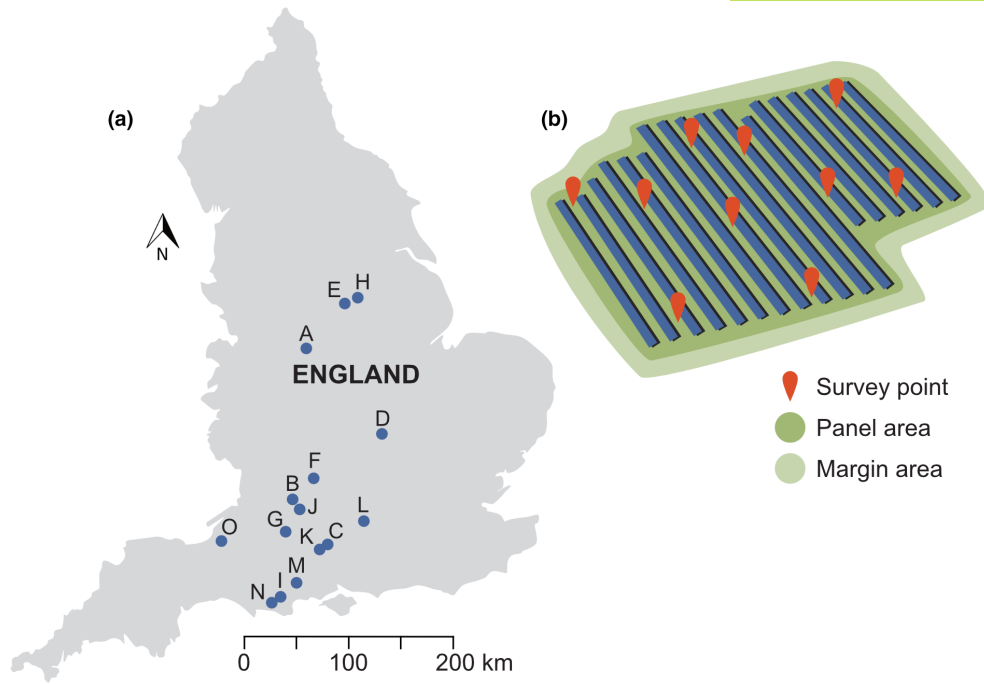 (a)
(b)
N
E
H
A
ENGLAND
D
F
B
J
G
L
O
K
C
M
I
N
0
100
200 km
Survey point
Panel area
Margin area